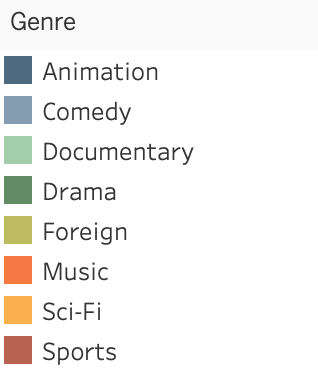 Genre
Animation
Comedy
Documentary
Drama
Foreign
Music
Sci-Fi
Sports